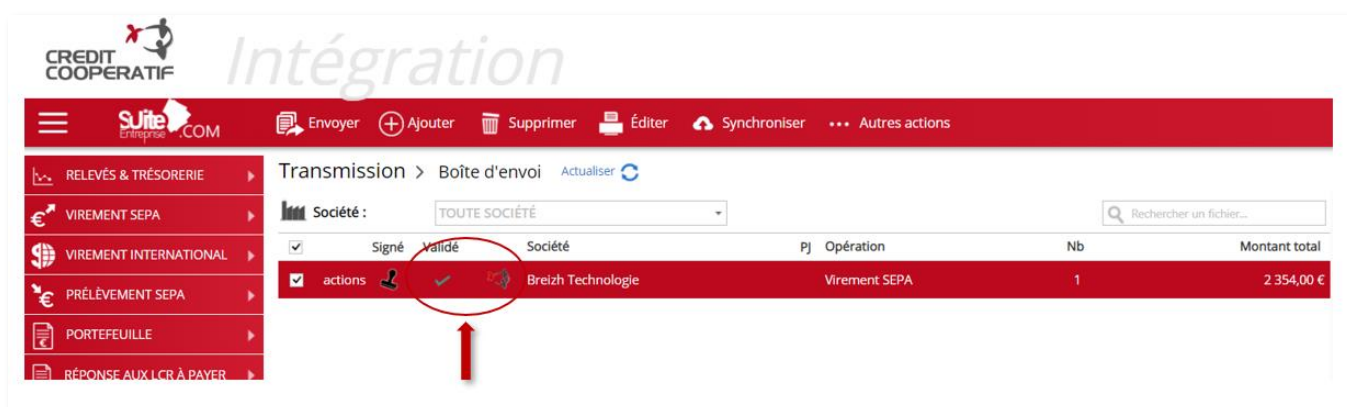 CREDIT
COOPERATIF
Intégration
SUite
Entreprise .COM
Envoyer Ajouter Supprimer Éditer Synchroniser ... Autres actions
RELEVÉS & TRÉSORERIE
VIREMENT SEPA
VIREMENT INTERNATIONAL
PRÉLÈVEMENT SEPA
PORTEFEUILLE
RÉPONSE AUX LCR À PAYER
Transmission > Boîte d'envoi Actualiser
Société : TOUTE SOCIÉTÉ Rechercher un fichier...
Signé Validé Société PJ Opération Nb Montant total
actions Breizh Technologie Virement SEPA 1 2 354,00 €